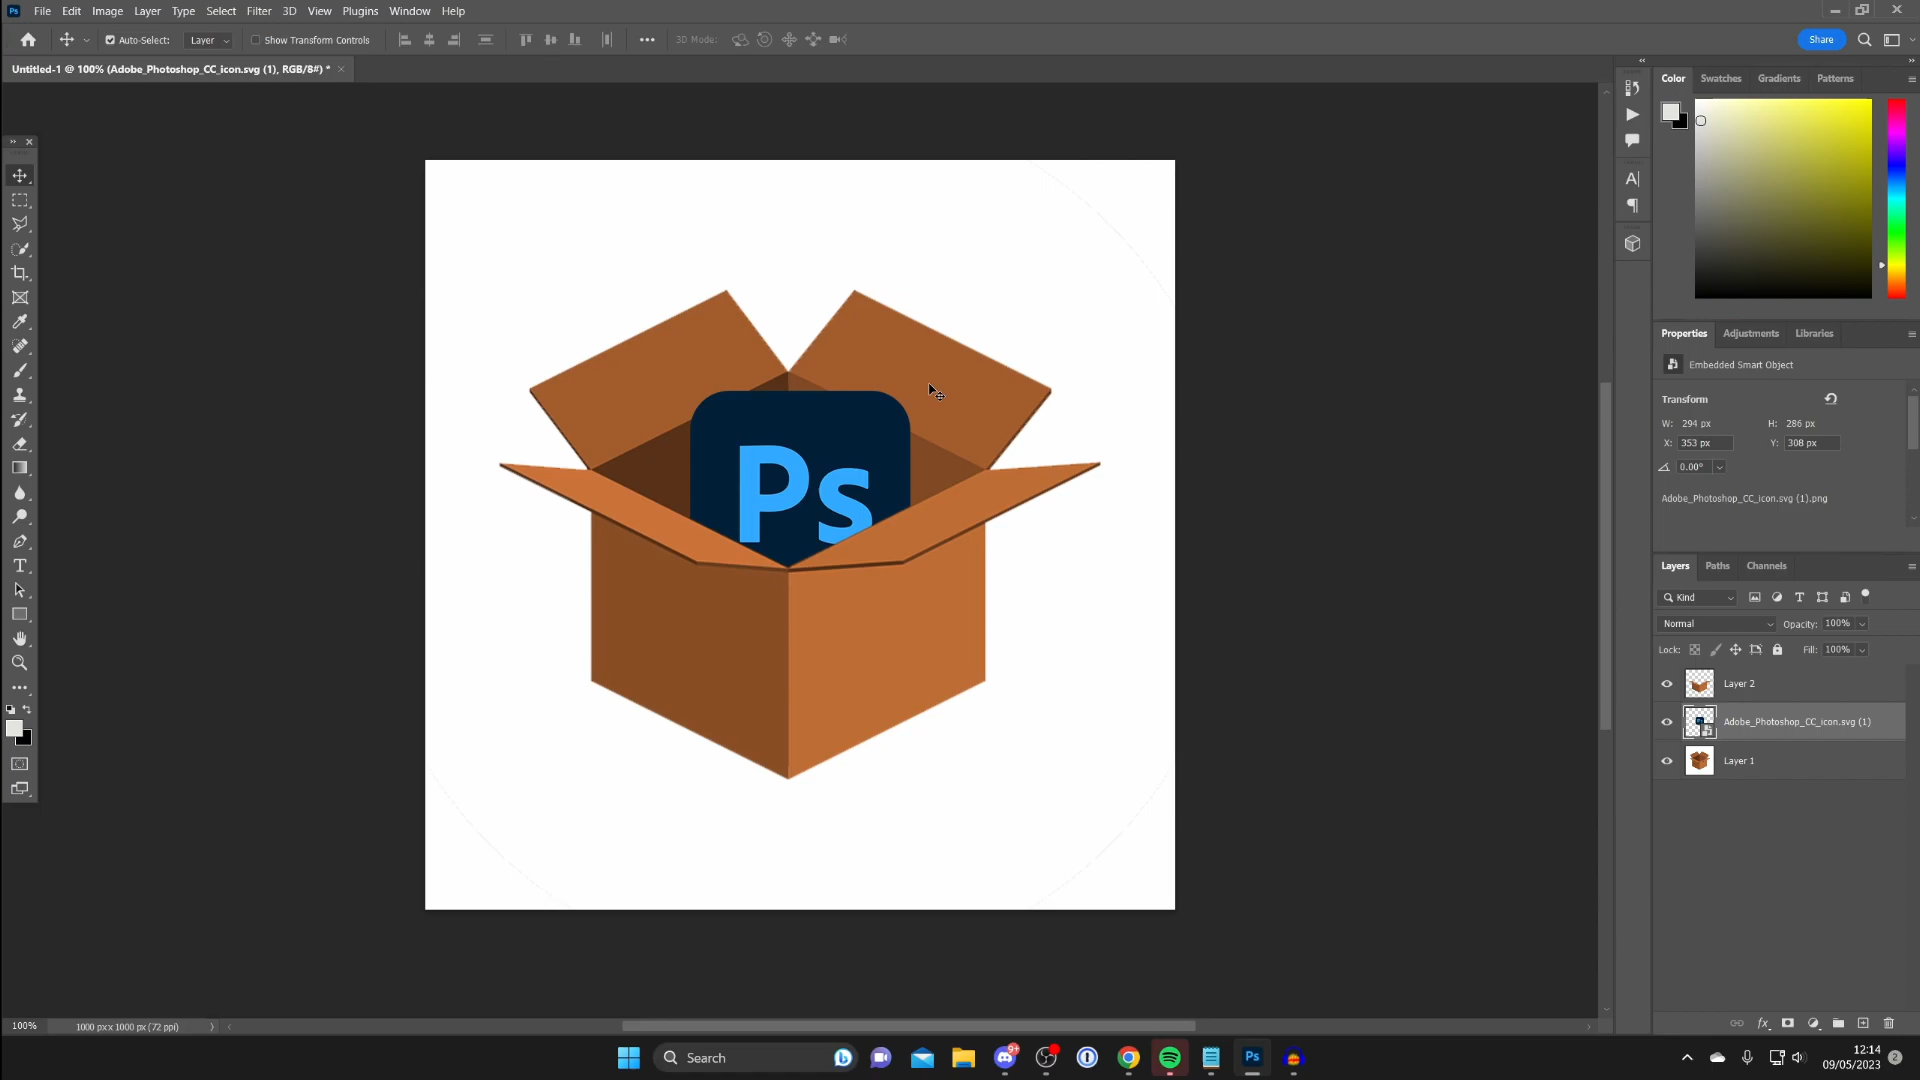 Ps File Edit Image Layer Type Select Filter 3D View Plugins Window Help
Auto-Select: Layer Show Transform Controls 3D Mode: Share
Untitled-1 @ 100% (Adobe_Photoshop_CC_icon.svg (1), RGB/8#) *
Color Swatches Gradients Patterns
Properties Adjustments Libraries
Embedded Smart Object
Transform
W: 294 px H: 286 px
X: 353 px Y: 308 px
0.00°
Adobe_Photoshop_CC_icon.svg (1).png
Ps
Layers Paths Channels
Kind
Normal Opacity: 100%
Lock: Fill: 100%
Layer 2
Adobe_Photoshop_CC_icon.svg (1)
Layer 1
100% 1000 px x 1000 px (72 ppi)
Search 9+ Ps 12:14
09/05/2023 2